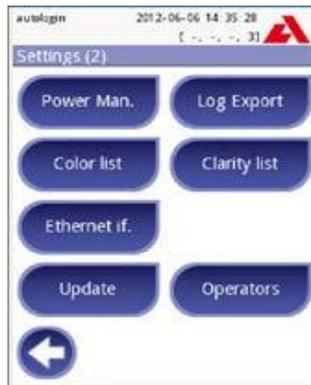 autologin 2012-06-06 14:35:28
[ -, -, -, 3]
Settings (2)
Power Man. Log Export
Color list Clarity list
Ethernet if.
Update Operators